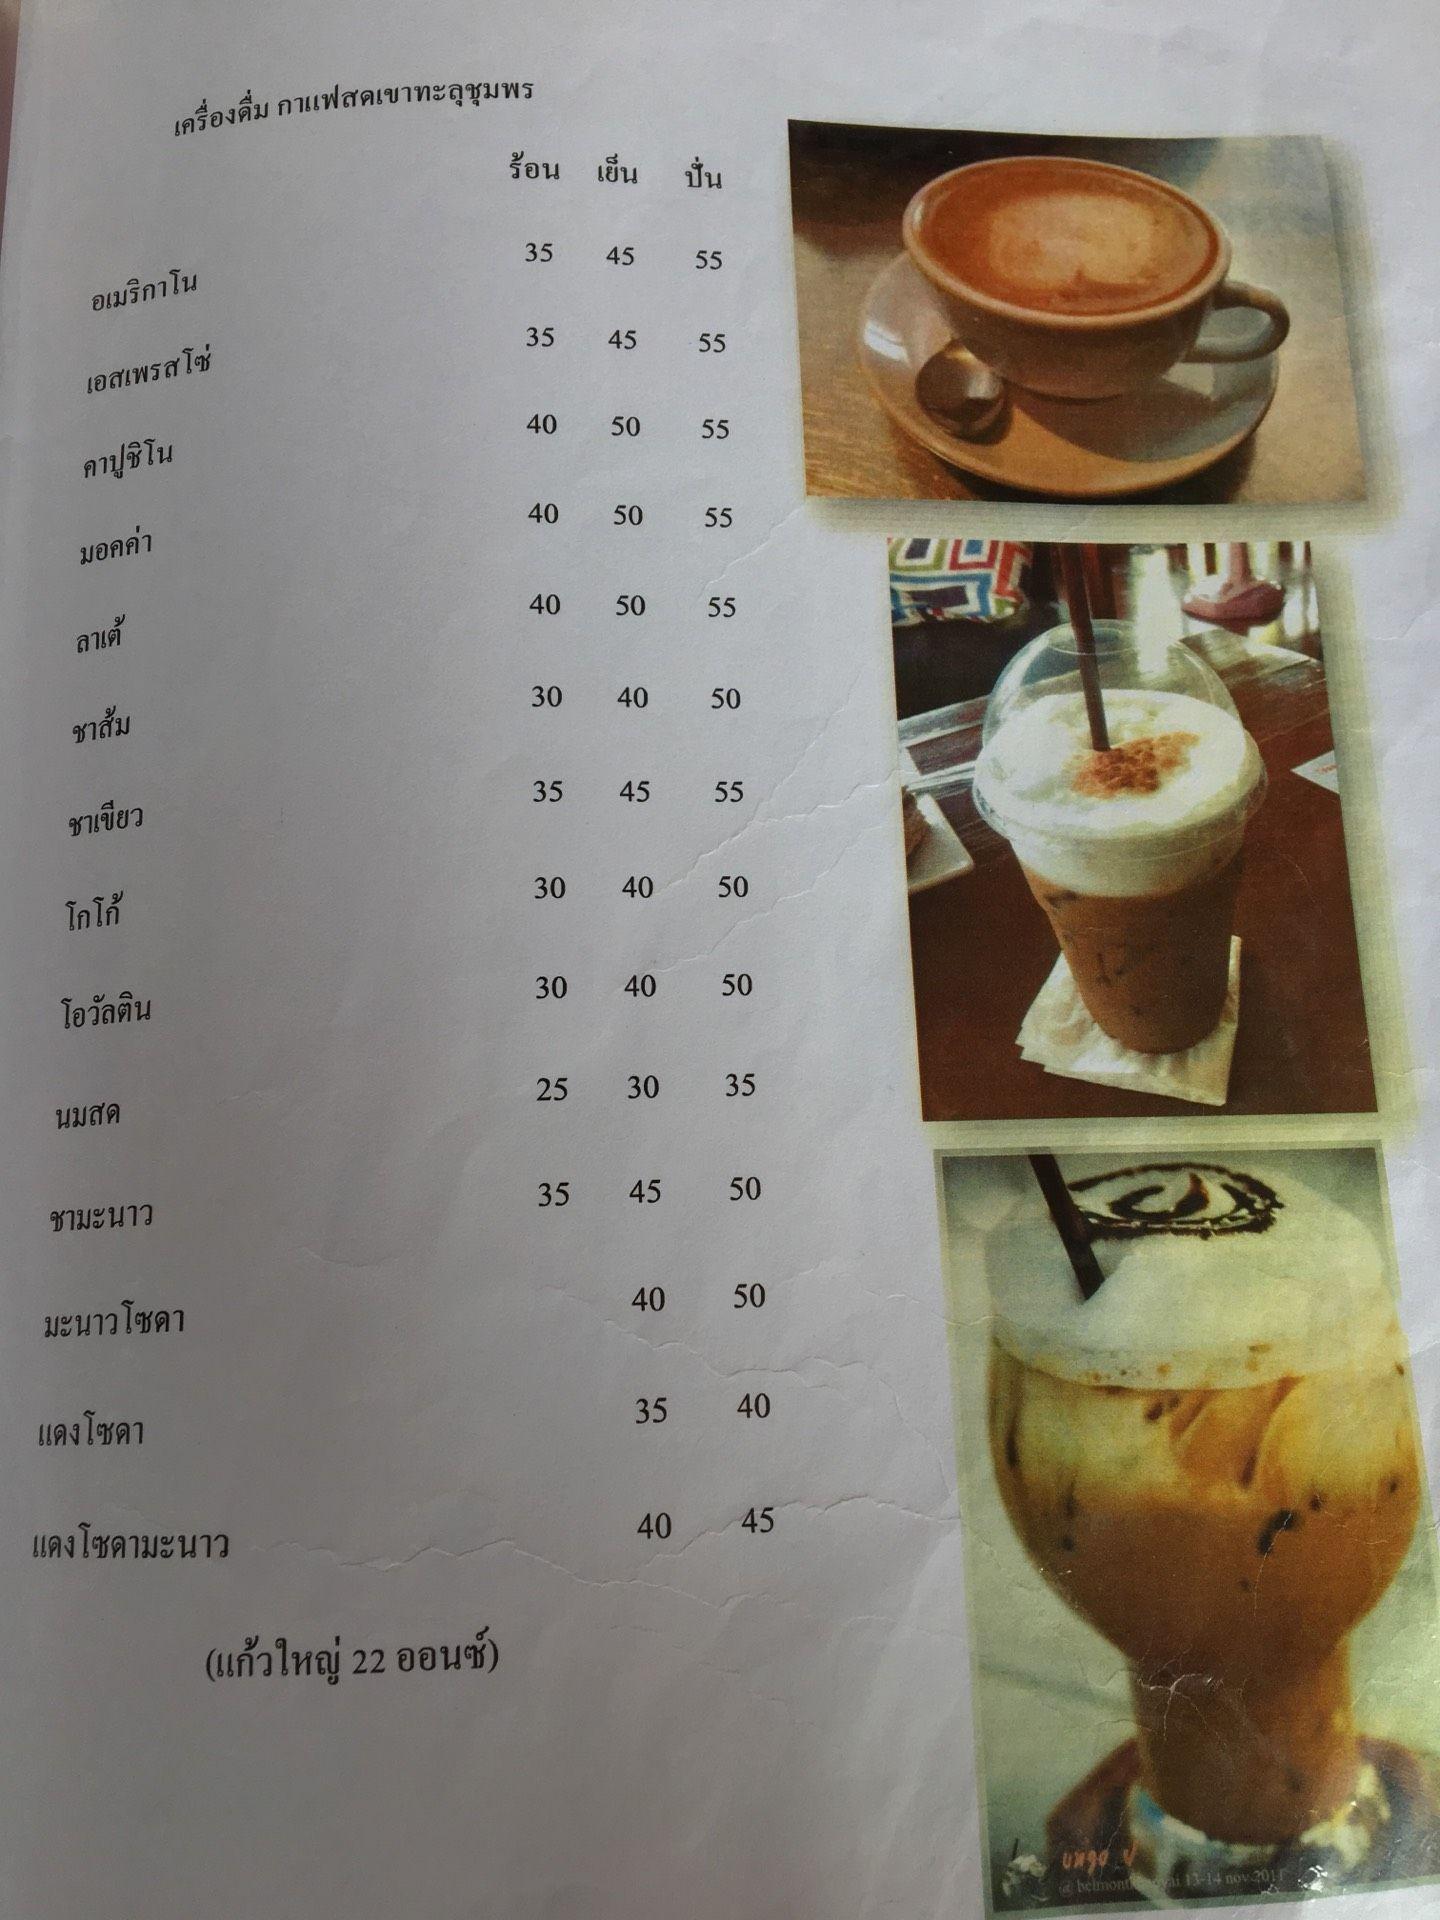 เครื่องดื่ม กาแฟสดเขาทะลุชุมพร
ร้อน เย็น ปั่น
อเมริกาโน 35 45 55
เอสเพรสโซ่ 35 45 55
คาปูชิโน 40 50 55
มอคค่า 40 50 55
ลาเต้ 40 50 55
ชาส้ม 30 40 50
ชาเขียว 35 45 55
โกโก้ 30 40 50
โอวัลติน 30 40 50
นมสด 25 30 35
ชามะนาว 35 45 50
มะนาวโซดา 40 50
แดงโซดา 35 40
แดงโซดามะนาว 40 45
(แก้วใหญ่ 22 ออนซ์)
13-14 nov 2011